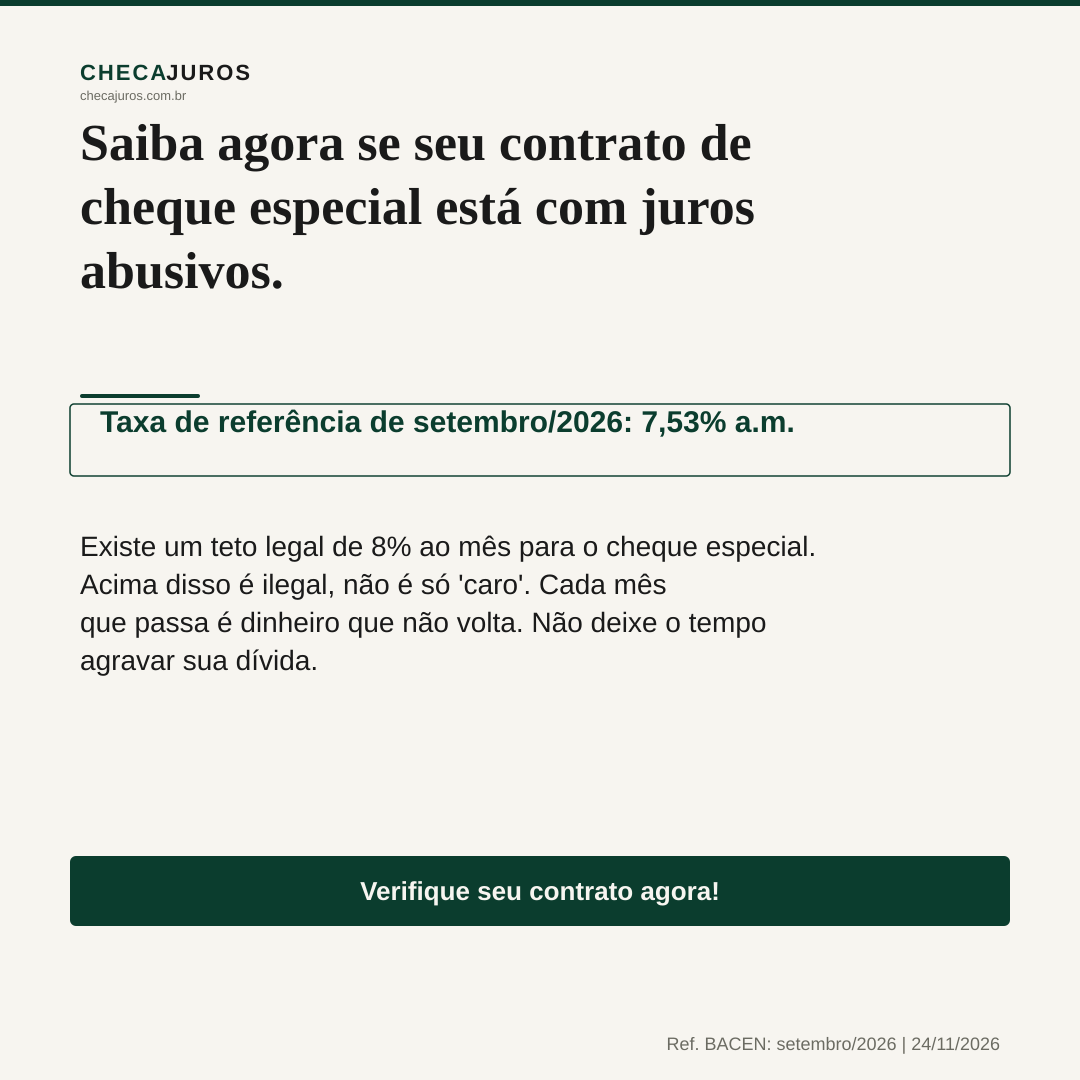 CHECAJUROS
checajuros.com.br
Saiba agora se seu contrato de
cheque especial está com juros
abusivos.
Taxa de referência de setembro/2026: 7,53% a.m.
Existe um teto legal de 8% ao mês para o cheque especial.
Acima disso é ilegal, não é só 'caro'. Cada mês
que passa é dinheiro que não volta. Não deixe o tempo
agravar sua dívida.
Verifique seu contrato agora!
Ref. BACEN: setembro/2026 | 24/11/2026